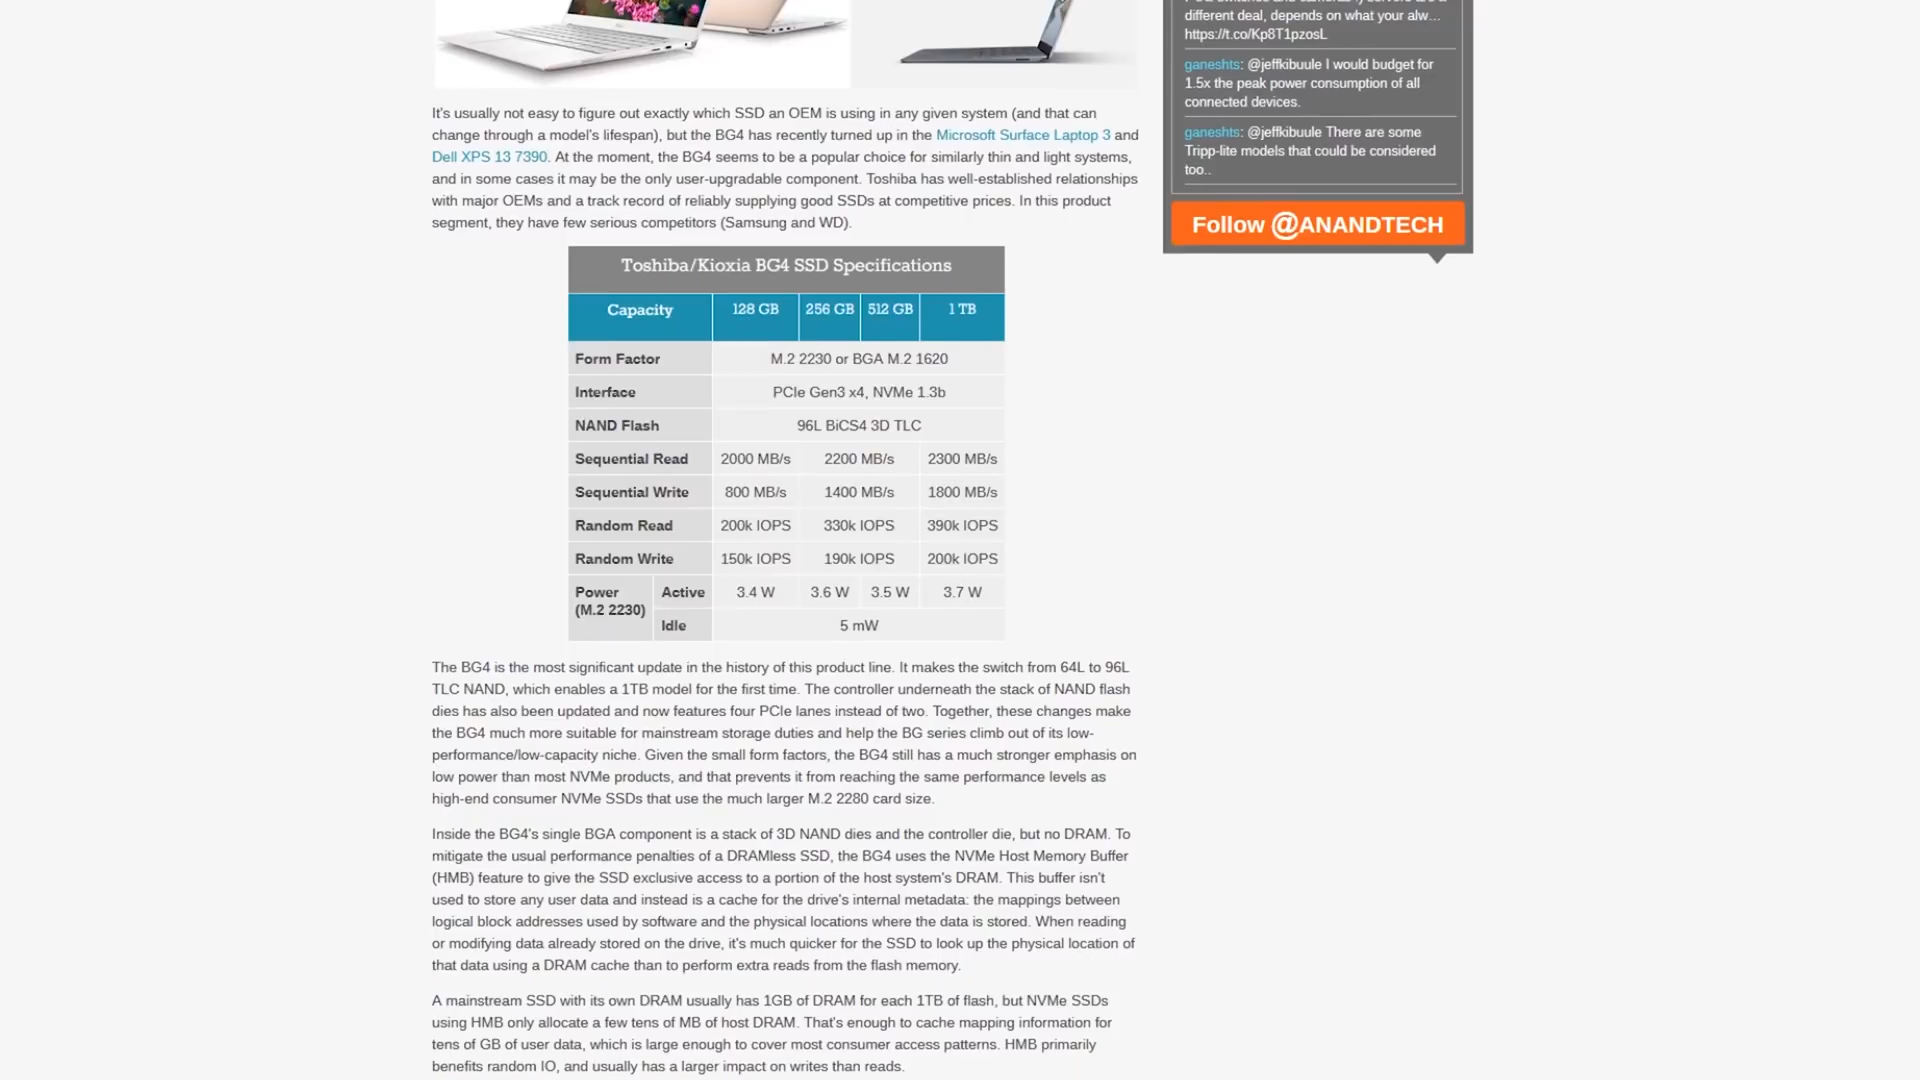 It's usually not easy to figure out exactly which SSD an OEM is using in any given system (and that can
change through a model's lifespan), but the BG4 has recently turned up in the Microsoft Surface Laptop 3 and
Dell XPS 13 7390. At the moment, the BG4 seems to be a popular choice for similarly thin and light systems,
and in some cases it may be the only user-upgradable component. Toshiba has well-established relationships
with major OEMs and a track record of reliably supplying good SSDs at competitive prices. In this product
segment, they have few serious competitors (Samsung and WD).
Toshiba/Kioxia BG4 SSD Specifications
Capacity 128 GB 256 GB 512 GB 1 TB
Form Factor M.2 2230 or BGA M.2 1620
Interface PCIe Gen3 x4, NVMe 1.3b
NAND Flash 96L BiCS4 3D TLC
Sequential Read 2000 MB/s 2200 MB/s 2300 MB/s
Sequential Write 800 MB/s 1400 MB/s 1800 MB/s
Random Read 200k IOPS 330k IOPS 390k IOPS
Random Write 150k IOPS 190k IOPS 200k IOPS
Power Active 3.4 W 3.6 W 3.5 W 3.7 W
(M.2 2230)
Idle 5 mW
The BG4 is the most significant update in the history of this product line. It makes the switch from 64L to 96L
TLC NAND, which enables a 1TB model for the first time. The controller underneath the stack of NAND flash
dies has also been updated and now features four PCIe lanes instead of two. Together, these changes make
the BG4 much more suitable for mainstream storage duties and help the BG series climb out of its low-
performance/low-capacity niche. Given the small form factors, the BG4 still has a much stronger emphasis on
low power than most NVMe products, and that prevents it from reaching the same performance levels as
high-end consumer NVMe SSDs that use the much larger M.2 2280 card size.
Inside the BG4's single BGA component is a stack of 3D NAND dies and the controller die, but no DRAM. To
mitigate the usual performance penalties of a DRAMless SSD, the BG4 uses the NVMe Host Memory Buffer
(HMB) feature to give the SSD exclusive access to a portion of the host system's DRAM. This buffer isn't
used to store any user data and instead is a cache for the drive's internal metadata: the mappings between
logical block addresses used by software and the physical locations where the data is stored. When reading
or modifying data already stored on the drive, it's much quicker for the SSD to look up the physical location of
that data using a DRAM cache than to perform extra reads from the flash memory.
A mainstream SSD with its own DRAM usually has 1GB of DRAM for each 1TB of flash, but NVMe SSDs
using HMB only allocate a few tens of MB of host DRAM. That's enough to cache mapping information for
tens of GB of user data, which is large enough to cover most consumer access patterns. HMB primarily
benefits random IO, and usually has a larger impact on writes than reads.
different deal, depends on what your alw...
https://t.co/Kp8T1pzosL
ganeshts: @jeffkibuule I would budget for
1.5x the peak power consumption of all
connected devices.
ganeshts: @jeffkibuule There are some
Tripp-lite models that could be considered
too..
Follow @ANANDTECH